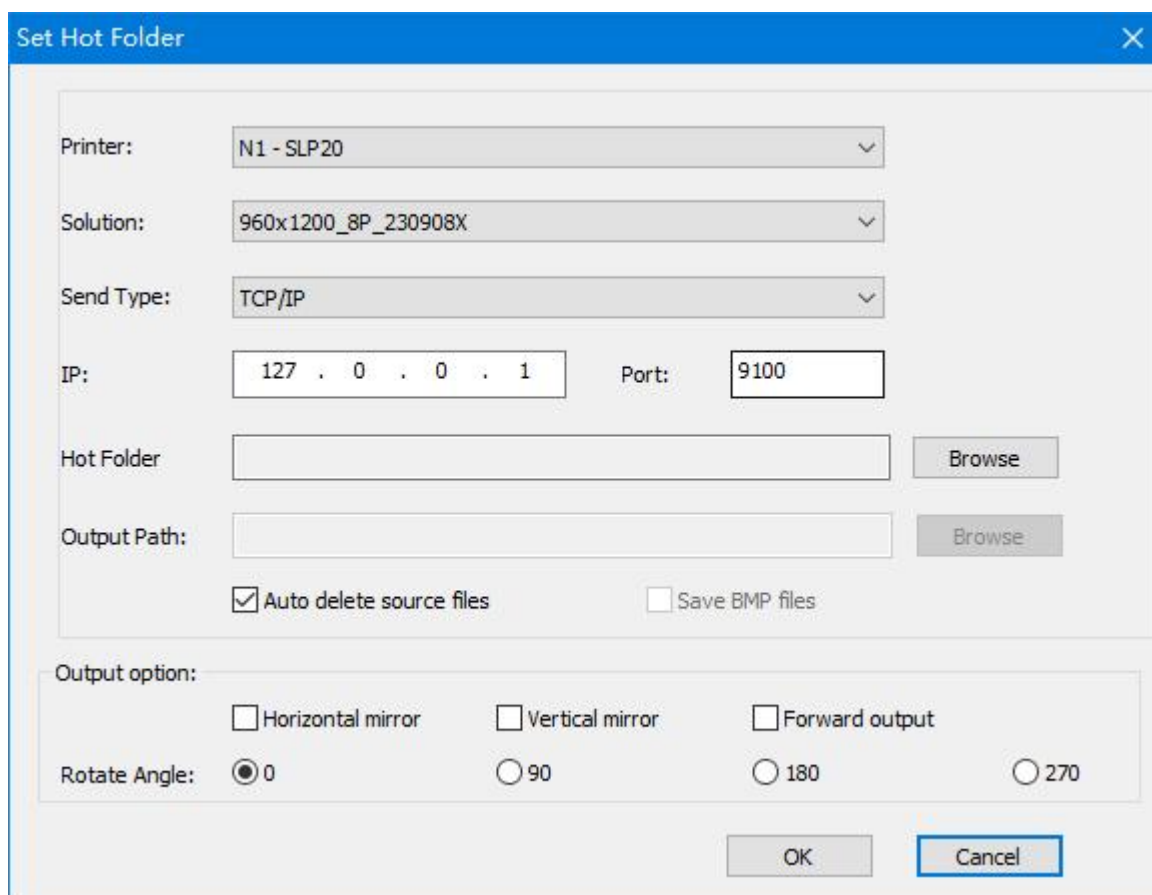 Set Hot Folder
Printer: N1 - SLP20
Solution: 960x1200_8P_230908X
Send Type: TCP/IP
IP: 127 . 0 . 0 . 1 Port: 9100
Hot Folder Browse
Output Path: Browse
Auto delete source files Save BMP files
Output option:
Horizontal mirror Vertical mirror Forward output
Rotate Angle: 0 90 180 270
OK Cancel